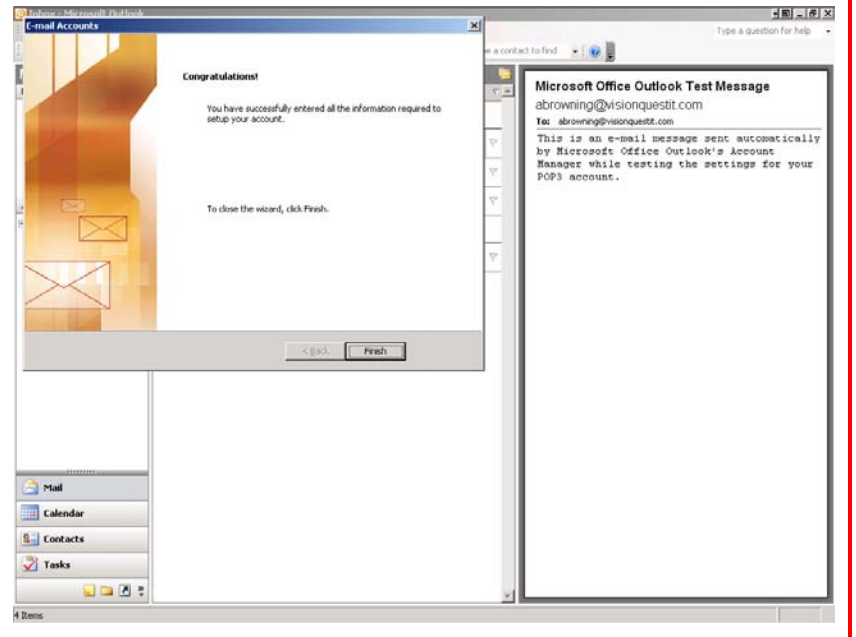 Inbox - Microsoft Outlook
E-mail Accounts
Type a question for help
e a contact to find
Congratulations!
You have successfully entered all the information required to
setup your account.
To close the wizard, click Finish.
< Back
Finish
Microsoft Office Outlook Test Message
abrowning@visionquestit.com
To: abrowning@visionquestit.com
This is an e-mail message sent automatically
by Microsoft Office Outlook's Account
Manager while testing the settings for your
POP3 account.
Mail
Calendar
Contacts
Tasks
4 Items